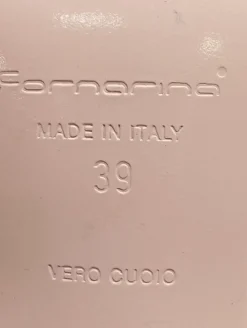 Fornarina®
MADE IN ITALY
39
VERO CUOIO